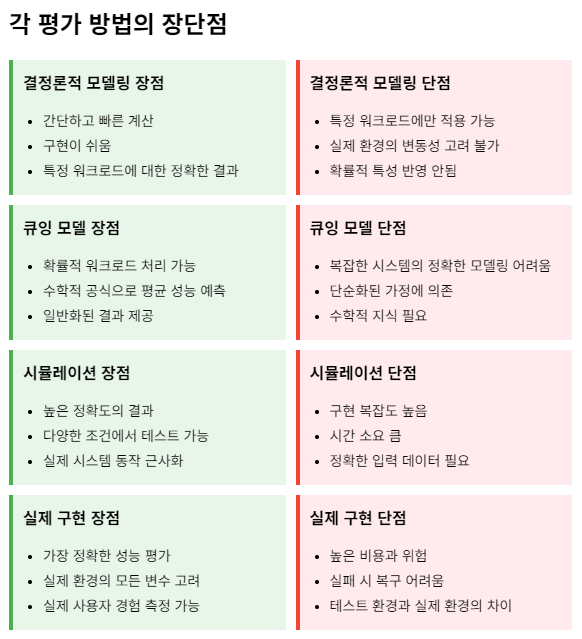 각 평가 방법의 장단점
결정론적 모델링 장점
간단하고 빠른 계산
구현이 쉬움
특정 워크로드에 대한 정확한 결과
결정론적 모델링 단점
특정 워크로드에만 적용 가능
실제 환경의 변동성 고려 불가
확률적 특성 반영 안됨
큐잉 모델 장점
확률적 워크로드 처리 가능
수학적 공식으로 평균 성능 예측
일반화된 결과 제공
큐잉 모델 단점
복잡한 시스템의 정확한 모델링 어려움
단순화된 가정에 의존
수학적 지식 필요
시뮬레이션 장점
높은 정확도의 결과
다양한 조건에서 테스트 가능
실제 시스템 동작 근사화
시뮬레이션 단점
구현 복잡도 높음
시간 소요 큼
정확한 입력 데이터 필요
실제 구현 장점
가장 정확한 성능 평가
실제 환경의 모든 변수 고려
실제 사용자 경험 측정 가능
실제 구현 단점
높은 비용과 위험
실패 시 복구 어려움
테스트 환경과 실제 환경의 차이